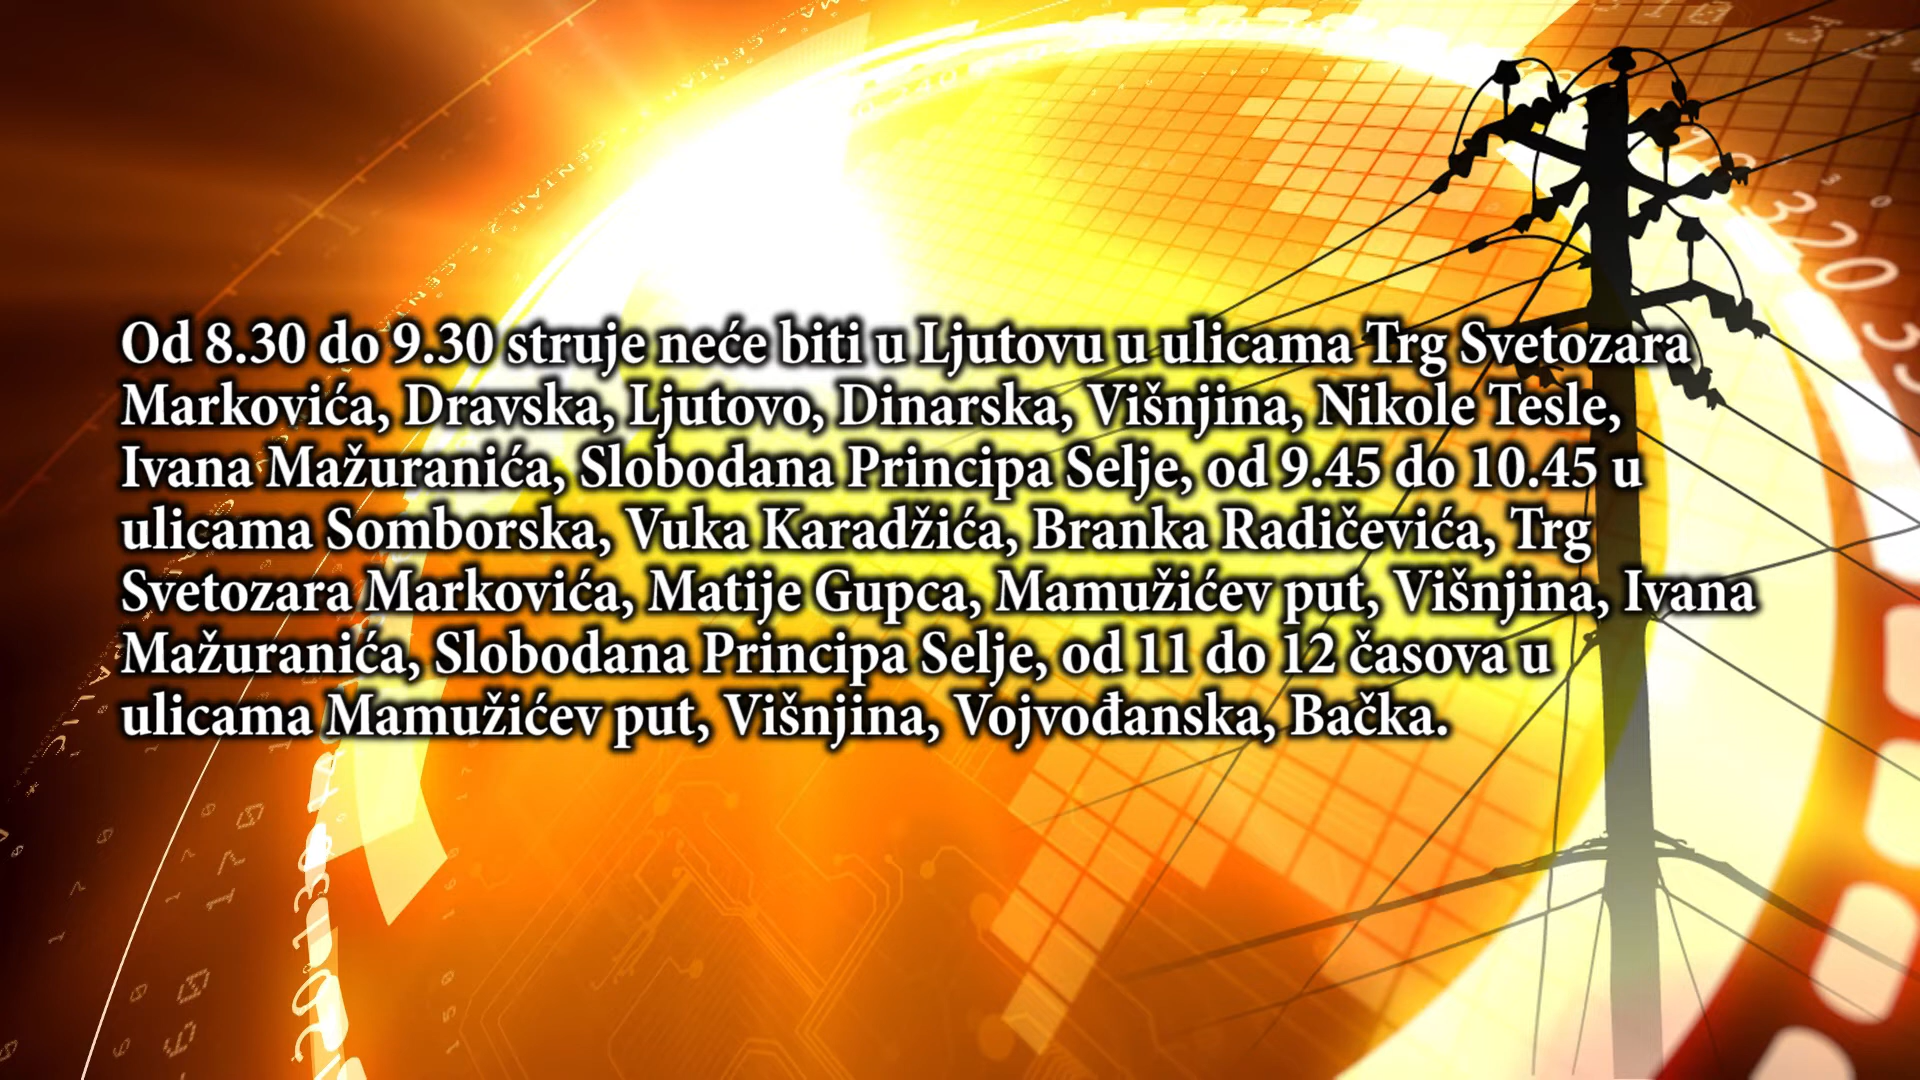 Od 8.30 do 9.30 struje neće biti u Ljutovu u ulicama Trg Svetozara
Markovića, Dravska, Ljutovo, Dinarska, Višnjina, Nikole Tesle,
Ivana Mažuranića, Slobodana Principa Selje, od 9.45 do 10.45 u
ulicama Somborska, Vuka Karadžića, Branka Radičevića, Trg
Svetozara Markovića, Matije Gupca, Mamužićev put, Višnjina, Ivana
Mažuranića, Slobodana Principa Selje, od 11 do 12 časova u
ulicama Mamužićev put, Višnjina, Vojvođanska, Bačka.